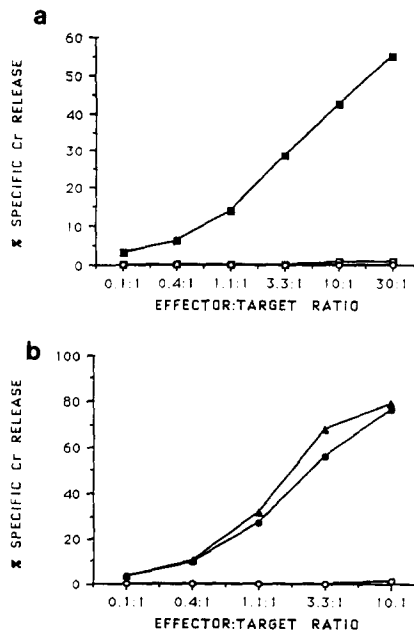 a
60
50
40
30
20
10
0
% SPECIFIC Cr RELEASE
0.1:1 0.4:1 1.1:1 3.3:1 10:1 30:1
EFFECTOR:TARGET RATIO
b
100
80
60
40
20
0
% SPECIFIC Cr RELEASE
0.1:1 0.4:1 1.1:1 3.3:1 10:1
EFFECTOR:TARGET RATIO